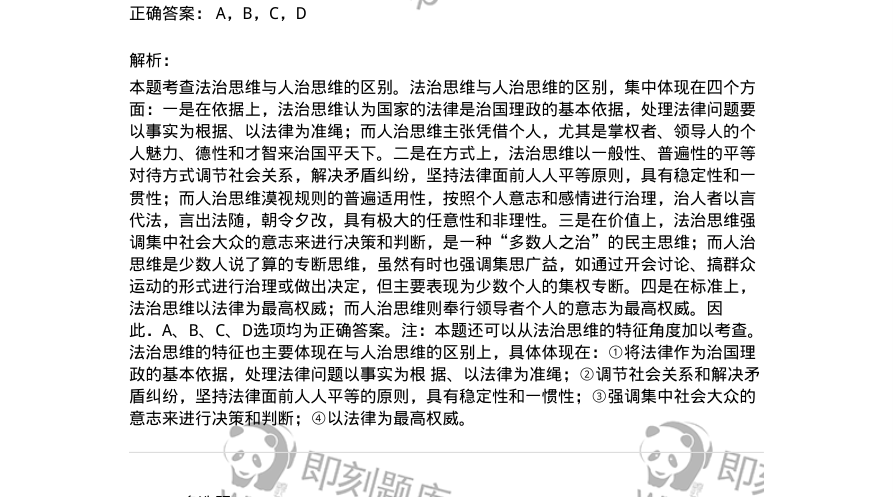 正确答案： A，B，C，D
解析：
本题考查法治思维与人治思维的区别。法治思维与人治思维的区别，集中体现在四个方
面：一是在依据上，法治思维认为国家的法律是治国理政的基本依据，处理法律问题要
以事实为根据、以法律为准绳；而人治思维主张凭借个人，尤其是掌权者、领导人的个
人魅力、德性和才智来治国平天下。二是在方式上，法治思维以一般性、普遍性的平等
对待方式调节社会关系，解决矛盾纠纷，坚持法律面前人人平等原则，具有稳定性和一
贯性；而人治思维漠视规则的普遍适用性，按照个人意志和感情进行治理，治人者以言
代法，言出法随，朝令夕改，具有极大的任意性和非理性。三是在价值上，法治思维强
调集中社会大众的意志来进行决策和判断，是一种“多数人之治”的民主思维；而人治
思维是少数人说了算的专断思维，虽然有时也强调集思广益，如通过开会讨论、搞群众
运动的形式进行治理或做出决定，但主要表现为少数个人的集权专断。四是在标准上，
法治思维以法律为最高权威；而人治思维则奉行领导者个人的意志为最高权威。因
此．A、B、C、D选项均为正确答案。注：本题还可以从法治思维的特征角度加以考查。
法治思维的特征也主要体现在与人治思维的区别上，具体体现在：①将法律作为治国理
政的基本依据，处理法律问题以事实为根 据、以法律为准绳；②调节社会关系和解决矛
盾纠纷，坚持法律面前人人平等的原则，具有稳定性和一惯性；③强调集中社会大众的
意志来进行决策和判断；④以法律为最高权威。
即刻题库
即刻题